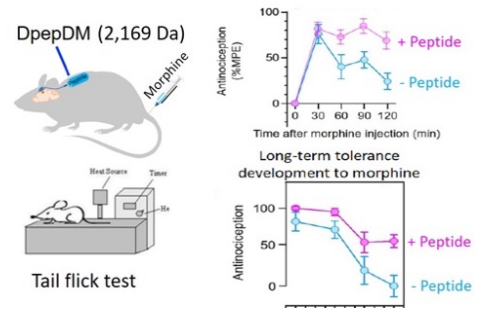 DpepDM (2,169 Da)
Morphine
Heat Source
Timer
He
Tail flick test
100
50
0
Antinociception
(%MPE)
+ Peptide
- Peptide
0 30 60 90 120
Time after morphine injection (min)
Long-term tolerance
development to morphine
100
50
0
Antinociception
+ Peptide
- Peptide